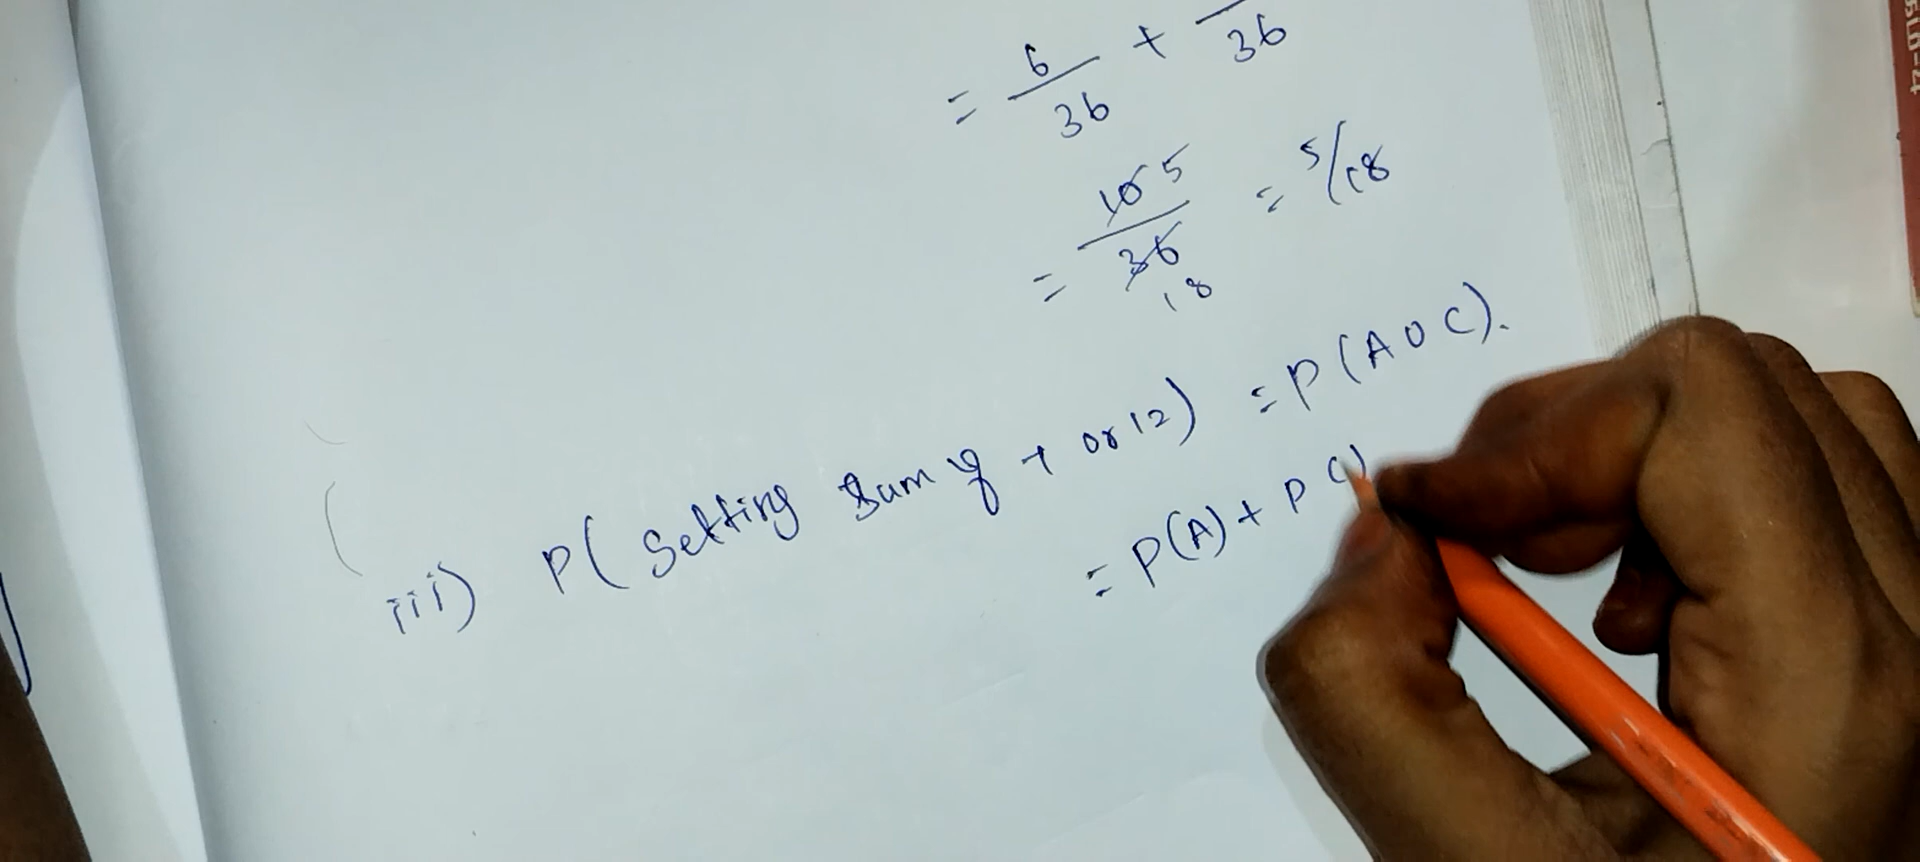 = 6/36 + /36
= 10 5/36 18 = 5/18
iii) P( Getting Sum of 7 or 12) = P(A∪C).
= P(A) + P(